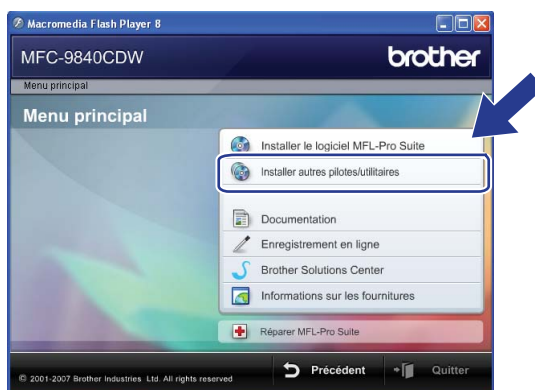 Macromedia Flash Player 8
MFC-9840CDW
brother
Menu principal
Menu principal
Installer le logiciel MFL-Pro Suite
Installer autres pilotes/utilitaires
Documentation
Enregistrement en ligne
Brother Solutions Center
Informations sur les fournitures
Réparer MFL-Pro Suite
© 2001-2007 Brother Industries Ltd. All rights reserved
Précédent
Quitter